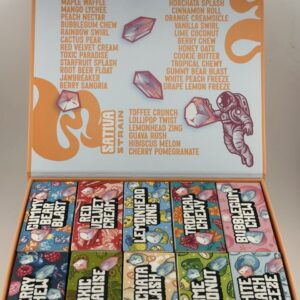 MAPLE WAFFLE
MANGO LYCHEE
PEACH NECTAR
BUBBLEGUM CHEW
RAINBOW SWIRL
CACTUS PEAR
RED VELVET CREAM
TOXIC PARADISE
STARFRUIT SPLASH
ROOT BEER FLOAT
JAWBREAKER
BERRY SANGRIA
HORCHATA SPLASH
CINNAMON ROLL
ORANGE CREAMSICLE
VANILLA SWIRL
LIME COCONUT
BERRY CHEW
HONEY OATS
COOKIE BUTTER
TROPICAL CHEWY
GUMMY BEAR BLAST
WHITE PEACH FREEZE
GRAPE LEMON FREEZE
SATIVA
STRAIN
TOFFEE CRUNCH
LOLLIPOP TWIST
LEMONHEAD ZING
GUAVA RUSH
HIBISCUS MELON
CHERRY POMEGRANATE
GUMMY
BEAR
BLAST
RED
VELVET
LEMONHEAD
ZING
TROPICAL
CHEWY
BUBBLEGUM
CHEW